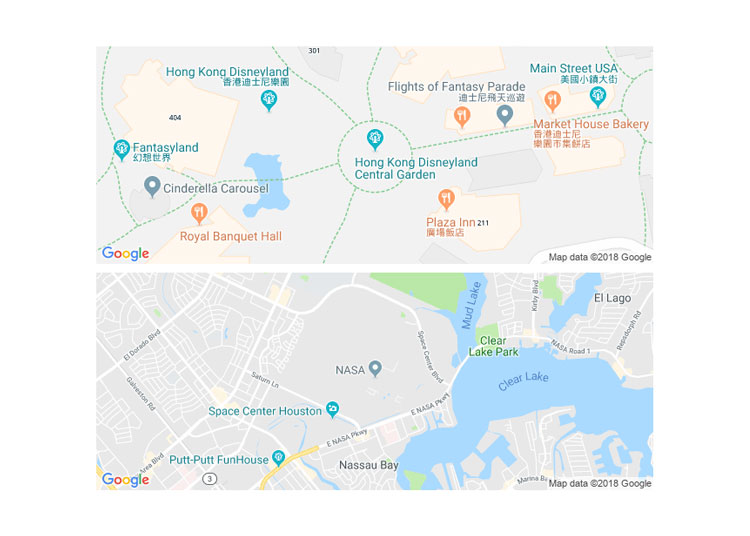 301
Hong Kong Disneyland
香港迪士尼樂園
404
Fantasyland
幻想世界
Cinderella Carousel
Royal Banquet Hall
Flights of Fantasy Parade
迪士尼飛天巡遊
Main Street USA
美國小鎮大街
Market House Bakery
香港迪士尼
樂園市集餅店
Hong Kong Disneyland
Central Garden
Plaza Inn
廣場飯店
211
Google
Map data ©2018 Google
El Dorado Blvd
Galveston Rd
Area Blvd
Saturn Ln
Space Center Blvd
NASA
Space Center Houston
Putt-Putt FunHouse
E NASA Pkwy
E NASA Pkwy
3
Nassau Bay
Mud Lake
Clear
Lake Park
Clear Lake
Kirby Blvd
El Lago
NASA Road 1
Repsdorph Rd
Marina Ba
Google
Map data ©2018 Google